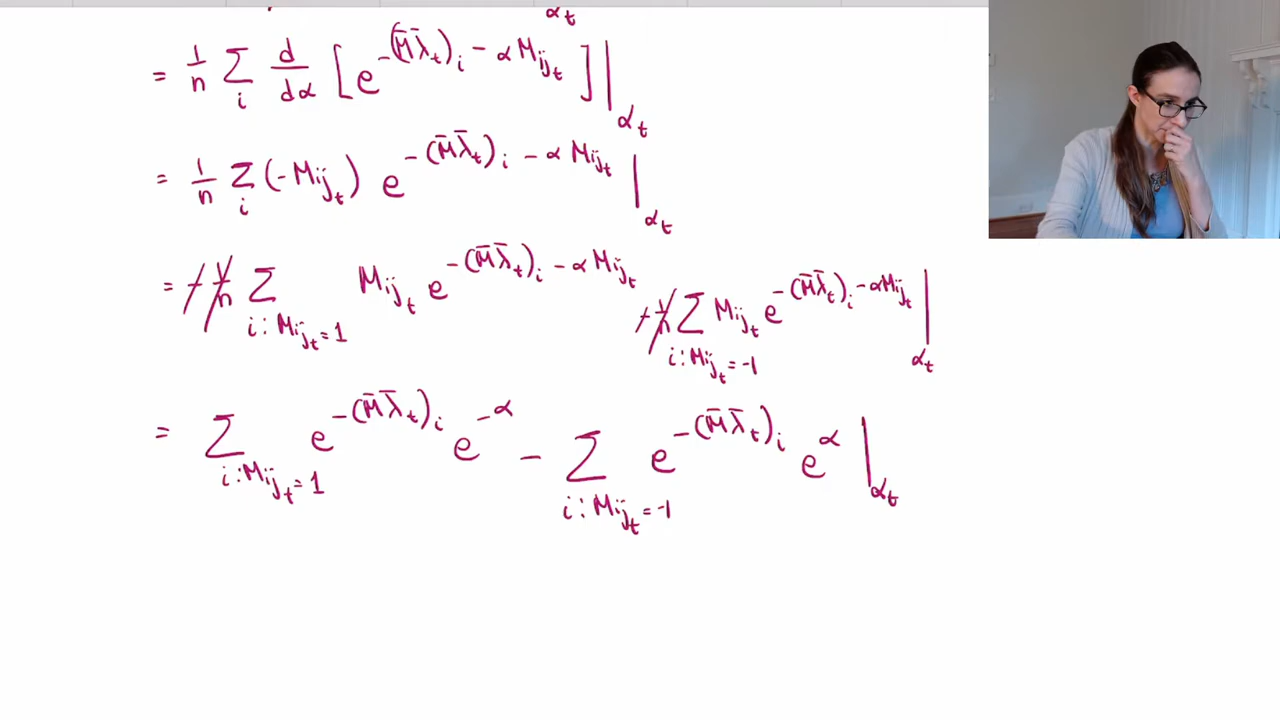 α_t
= 1/n Σ_i d/dα [e^{-(M̄λ̄_t)_i - αM_{ij_t}}]|_{α_t}
= 1/n Σ_i (-M_{ij_t}) e^{-(M̄λ̄_t)_i - αM_{ij_t}}|_{α_t}
= -1/n Σ_{i:M_{ij_t}=1} M_{ij_t} e^{-(M̄λ̄_t)_i - αM_{ij_t}} -1/n Σ_{i:M_{ij_t}=-1} M_{ij_t} e^{-(M̄λ̄_t)_i - αM_{ij_t}}|_{α_t}
= Σ_{i:M_{ij_t}=1} e^{-(M̄λ̄_t)_i} e^{-α} - Σ_{i:M_{ij_t}=-1} e^{-(M̄λ̄_t)_i} e^{α}|_{α_t}